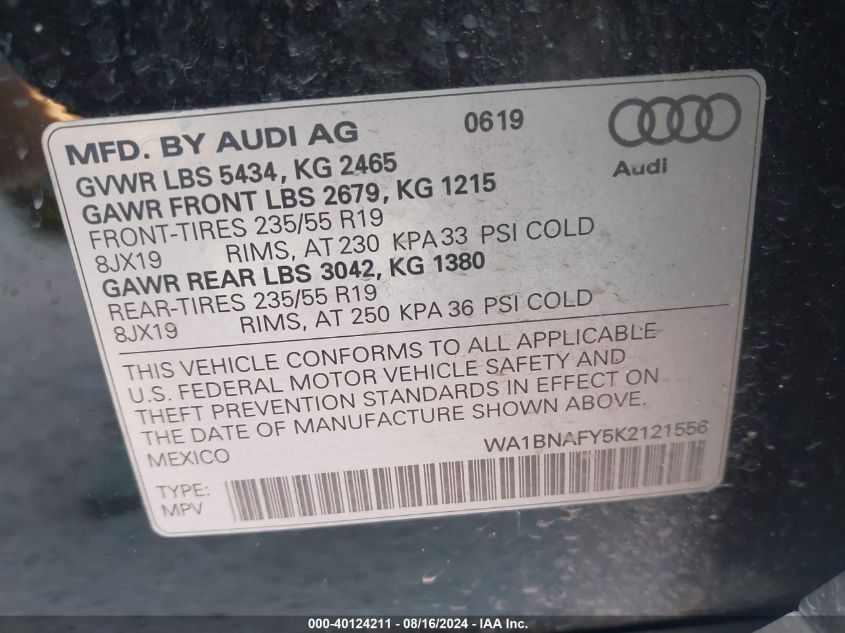 MFD. BY AUDI AG 0619
GVWR LBS 5434, KG 2465
Audi
GAWR FRONT LBS 2679, KG 1215
FRONT-TIRES 235/55 R19
8JX19 RIMS, AT 230 KPA 33 PSI COLD
GAWR REAR LBS 3042, KG 1380
REAR-TIRES 235/55 R19
8JX19 RIMS, AT 250 KPA 36 PSI COLD
THIS VEHICLE CONFORMS TO ALL APPLICABLE
U.S. FEDERAL MOTOR VEHICLE SAFETY AND
THEFT PREVENTION STANDARDS IN EFFECT ON
THE DATE OF MANUFACTURE SHOWN ABOVE.
MEXICO WA1BNAFY5K2121556
TYPE:
MPV
000-40124211 - 08/16/2024 - IAA Inc.